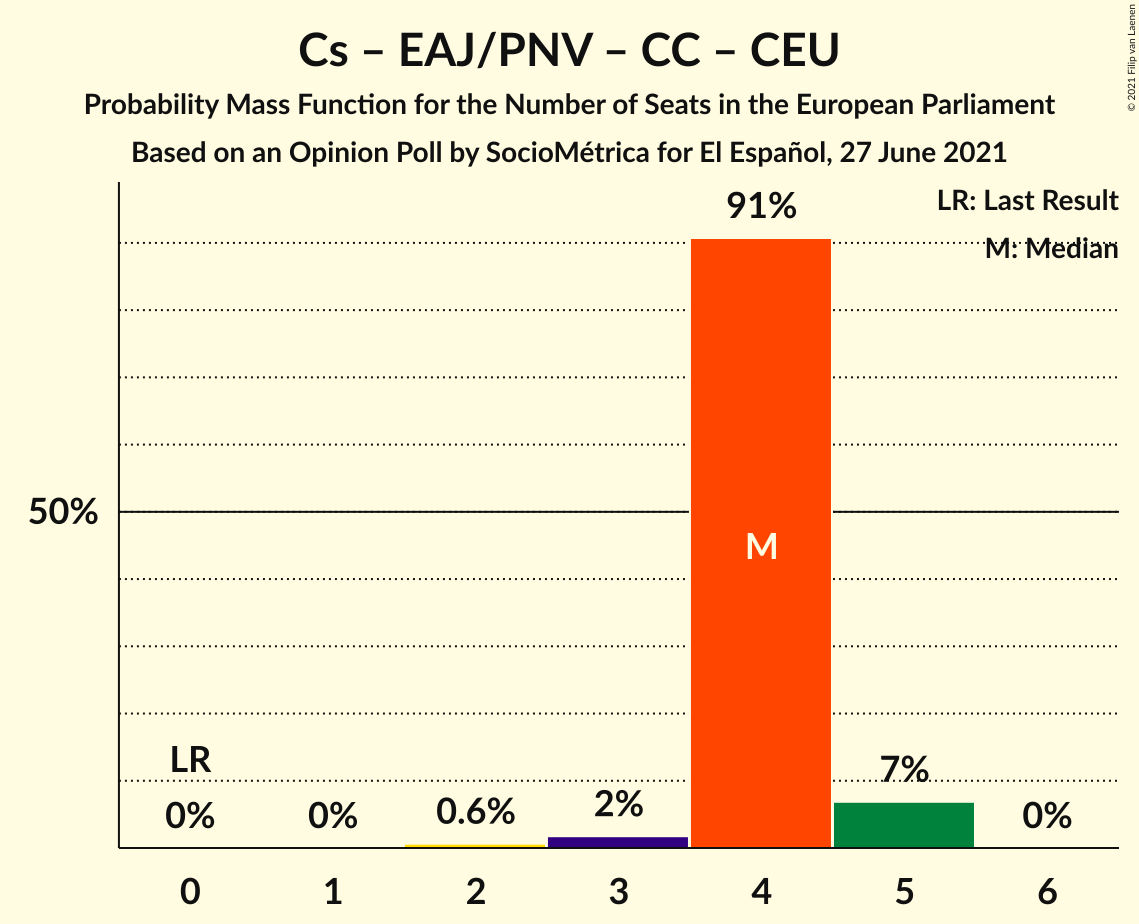 Cs – EAJ/PNV – CC – CEU
Probability Mass Function for the Number of Seats in the European Parliament
Based on an Opinion Poll by SocioMétrica for El Español, 27 June 2021
© 2021 Filip van Laenen
LR: Last Result
M: Median
91%
50%
M
LR
0%
0%
0.6%
2%
7%
0%
0 1 2 3 4 5 6